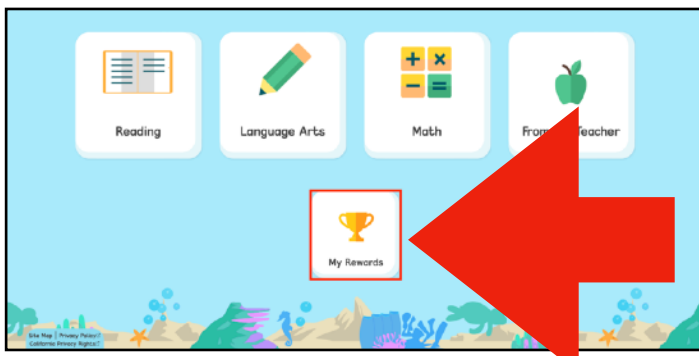 Reading
Language Arts
Math
From Teacher
My Rewards
Site Map | Privacy Policy
California Privacy Rights